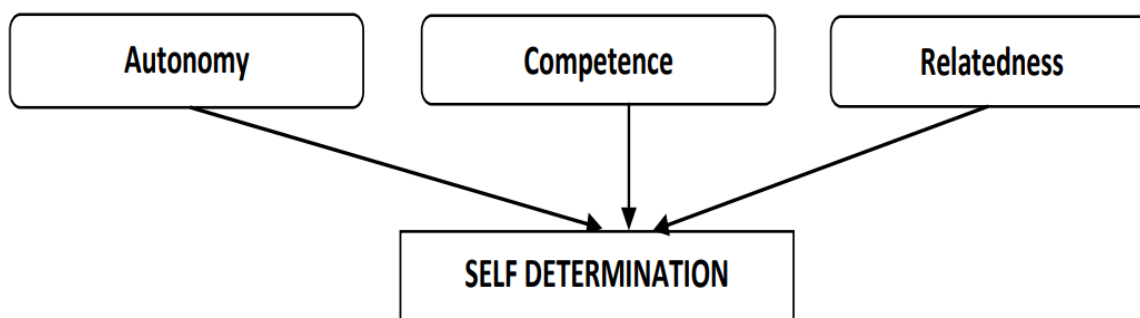 Autonomy
Competence
Relatedness
SELF DETERMINATION